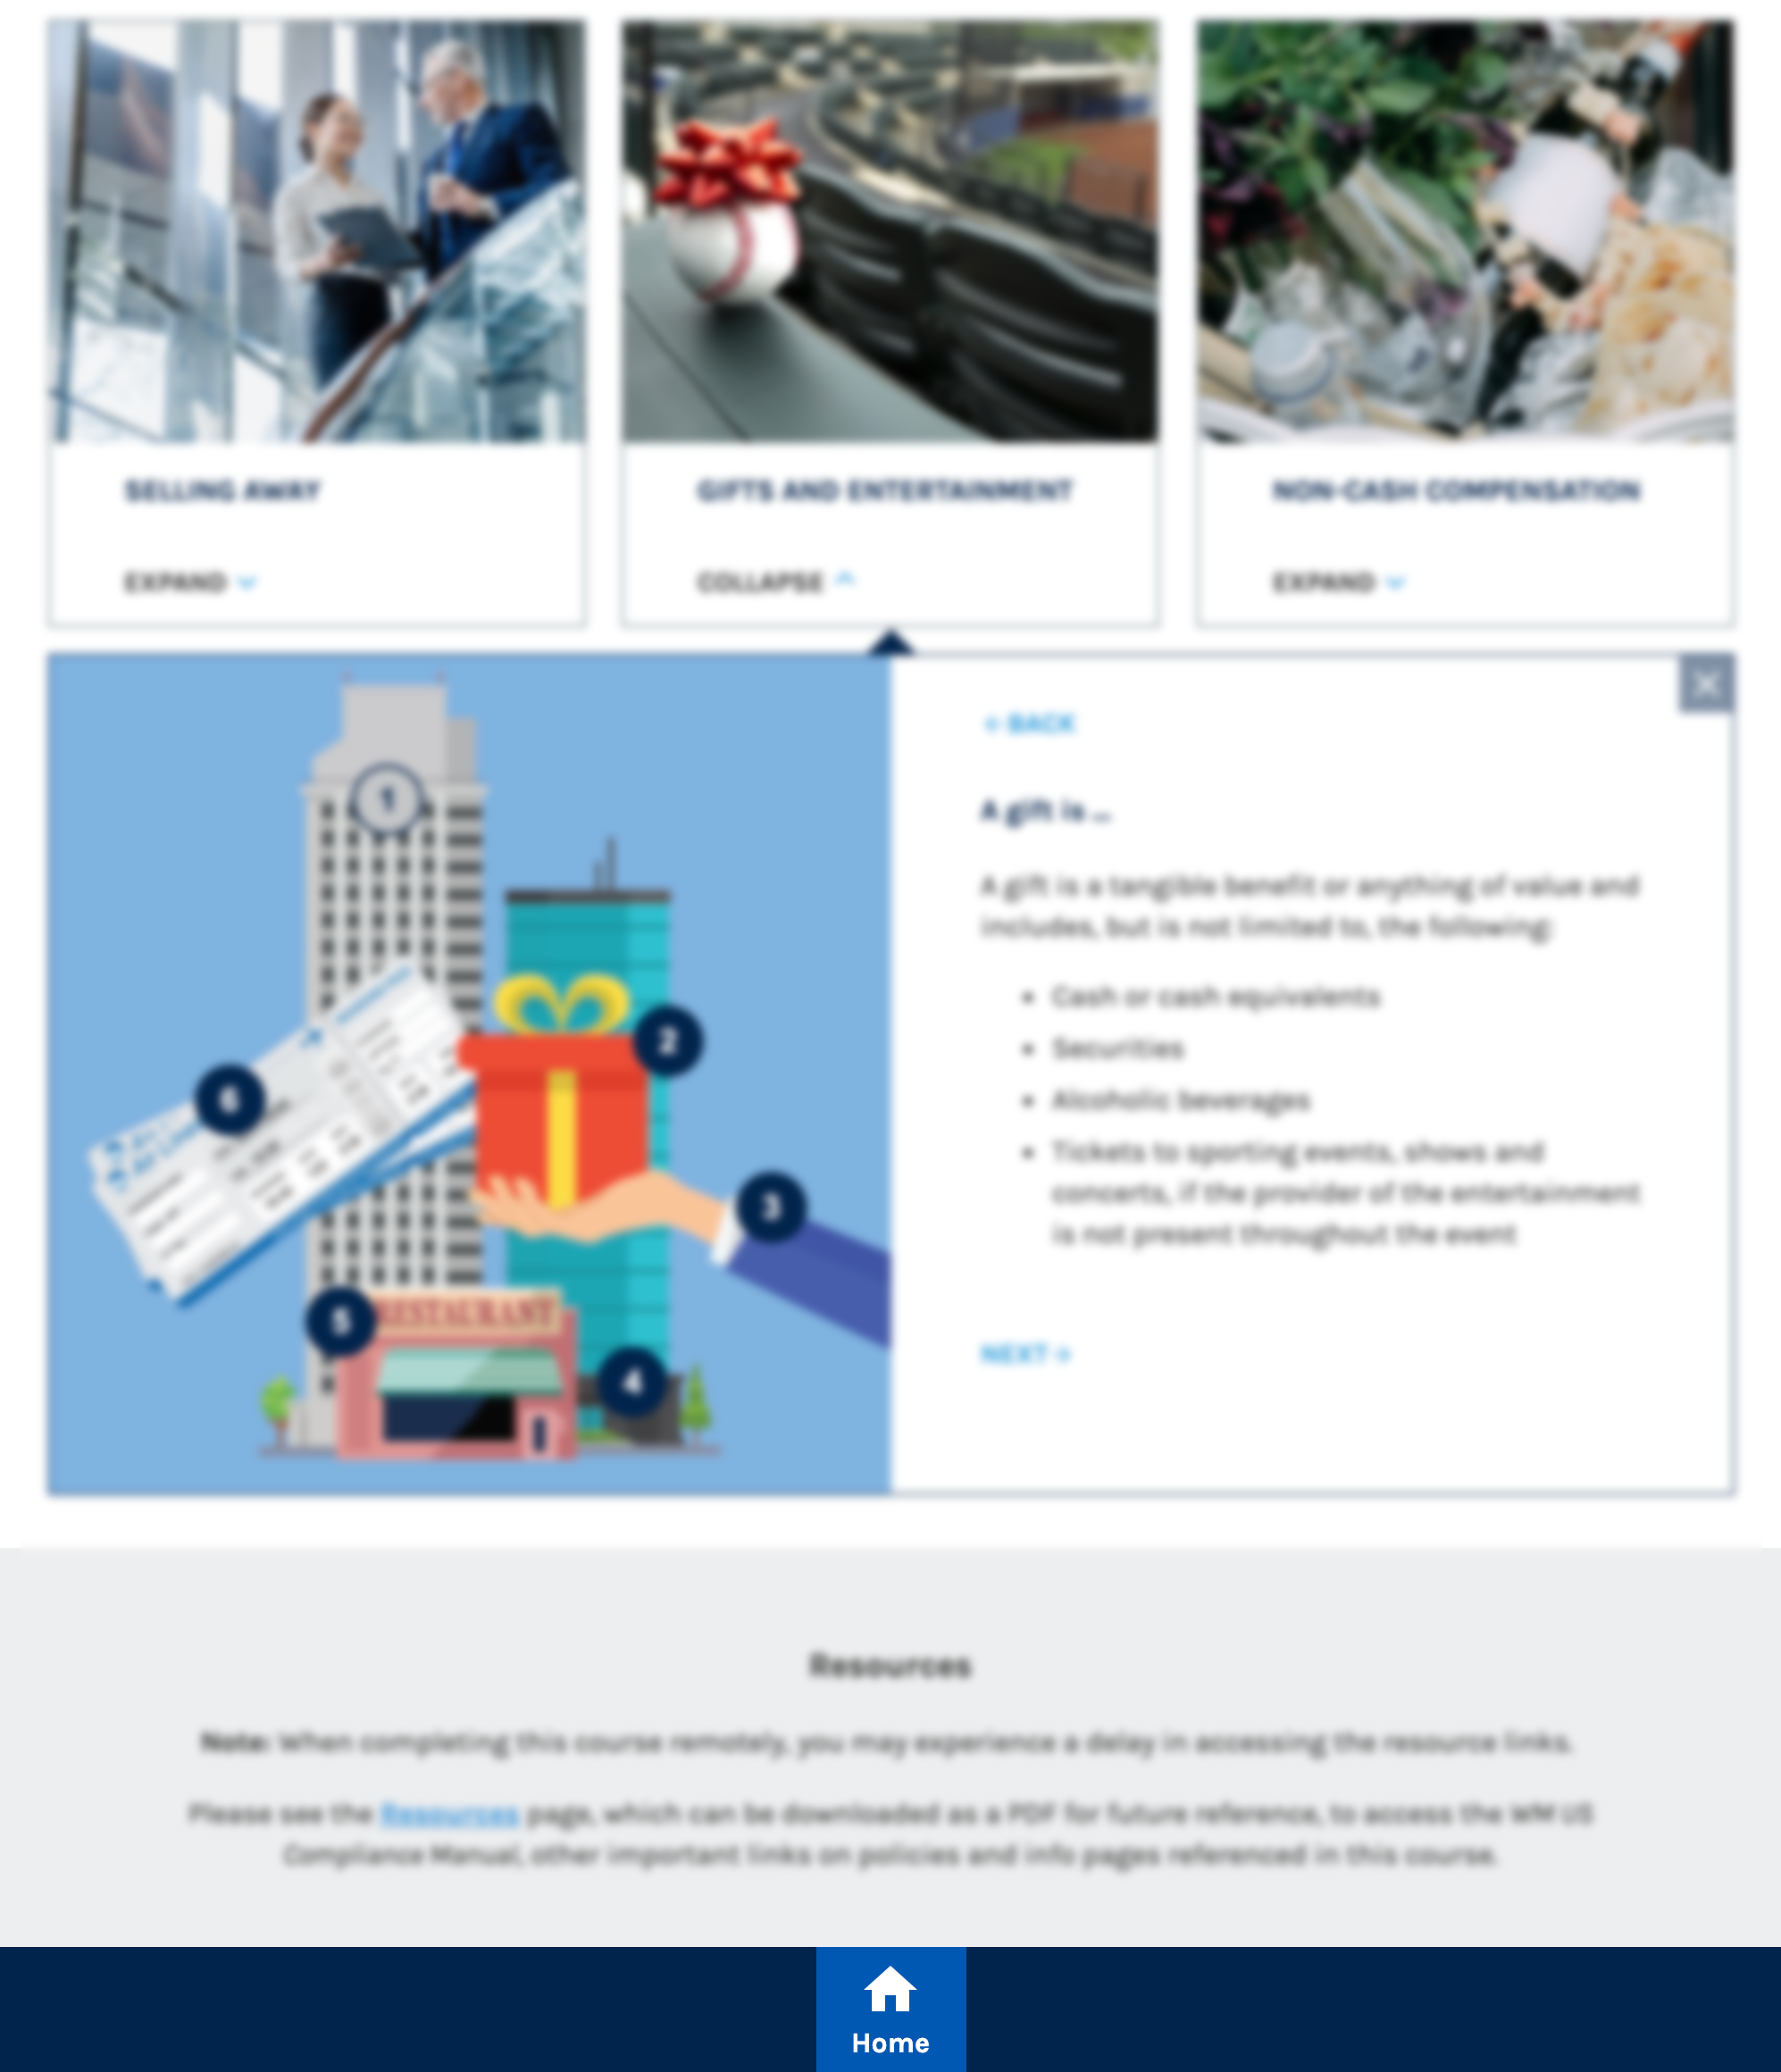 SELLING AWAY
GIFTS AND ENTERTAINMENT
NON-CASH COMPENSATION
EXPAND
COLLAPSE
EXPAND
BACK
1
A gift is ...
A gift is a tangible benefit or anything of value and
includes, but is not limited to, the following:
• Cash or cash equivalents
2
• Securities
6
• Alcoholic beverages
• Tickets to sporting events, shows and
concerts, if the provider of the entertainment
3
is not present throughout the event
5
RESTAURANT
NEXT
4
Resources
Note: When completing this course remotely, you may experience a delay in accessing the resource links.
Please see the Resources page, which can be downloaded as a PDF for future reference, to access the WM US
Compliance Manual, other important links on policies and info pages referenced in this course.
Home